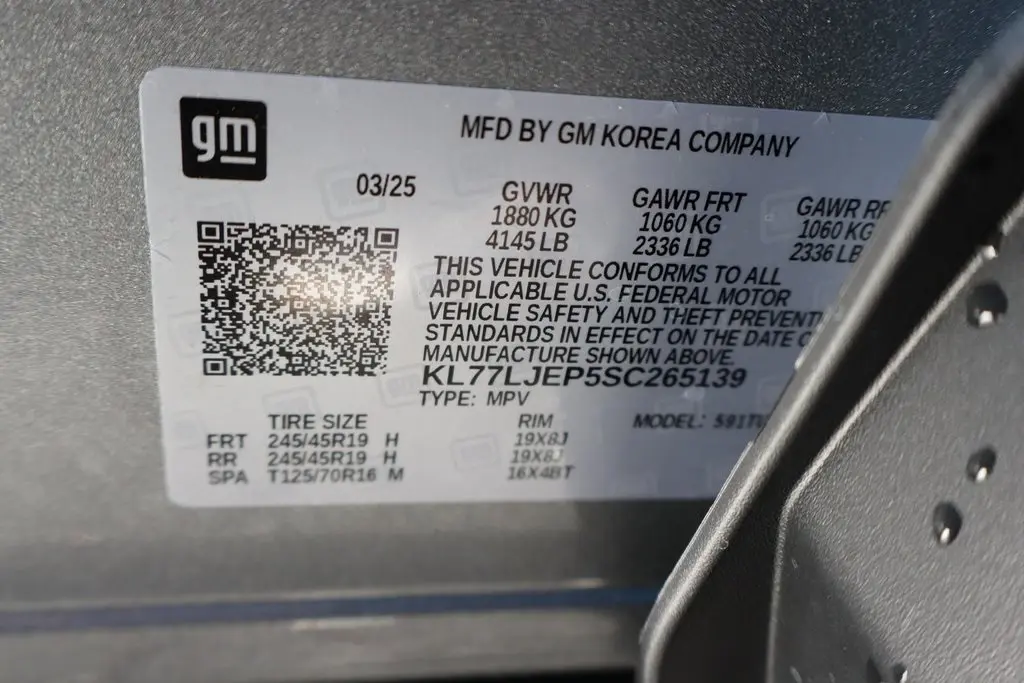 gm
MFD BY GM KOREA COMPANY
03/25
GVWR GAWR FRT GAWR
1880 KG 1060 KG 1060 KG
4145 LB 2336 LB 2336 LB
THIS VEHICLE CONFORMS TO ALL
APPLICABLE U.S. FEDERAL MOTOR
VEHICLE SAFETY AND THEFT PREVENTI
STANDARDS IN EFFECT ON THE DATE
MANUFACTURE SHOWN ABOVE.
KL77LJEP5SC265139
TYPE: MPV
TIRE SIZE RIM MODEL:
FRT 245/45R19 H 19X8J
RR 245/45R19 H 19X8J
SPA T125/70R16 M 16X4BT